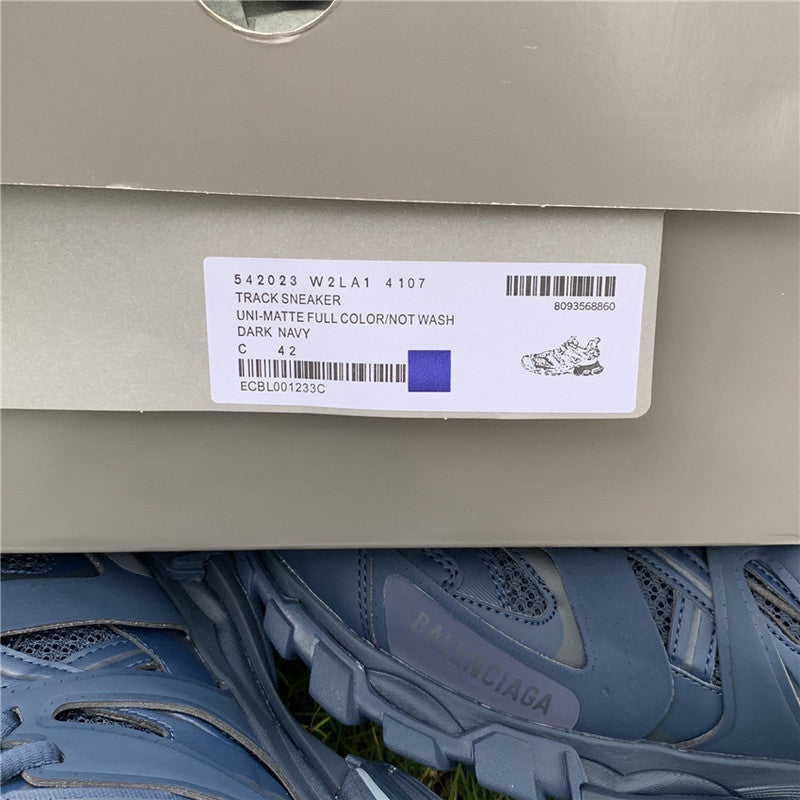 542023 W2LA1 4107
8093568860
TRACK SNEAKER
UNI-MATTE FULL COLOR/NOT WASH
DARK NAVY
C 42
ECBL001233C
BALENCIAGA